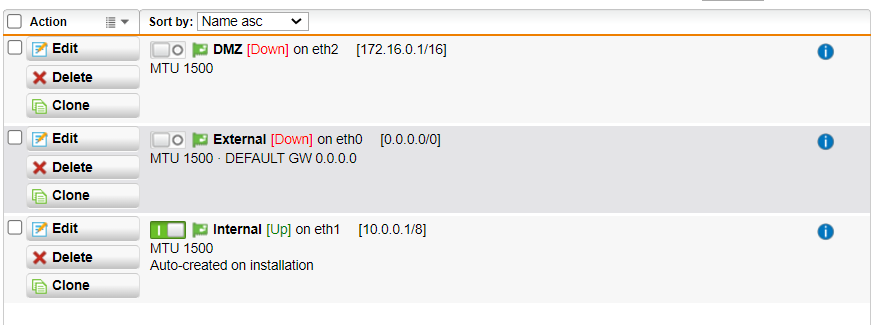 Action Sort by: Name asc
Edit DMZ [Down] on eth2 [172.16.0.1/16]
MTU 1500
Delete
Clone
Edit External [Down] on eth0 [0.0.0.0/0]
MTU 1500 · DEFAULT GW 0.0.0.0
Delete
Clone
Edit Internal [Up] on eth1 [10.0.0.1/8]
MTU 1500
Delete Auto-created on installation
Clone